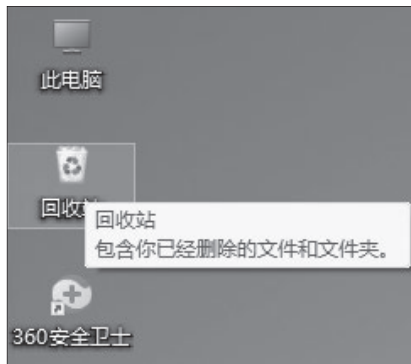 此电脑
回收站
回收站
包含你已经删除的文件和文件夹。
360安全卫士